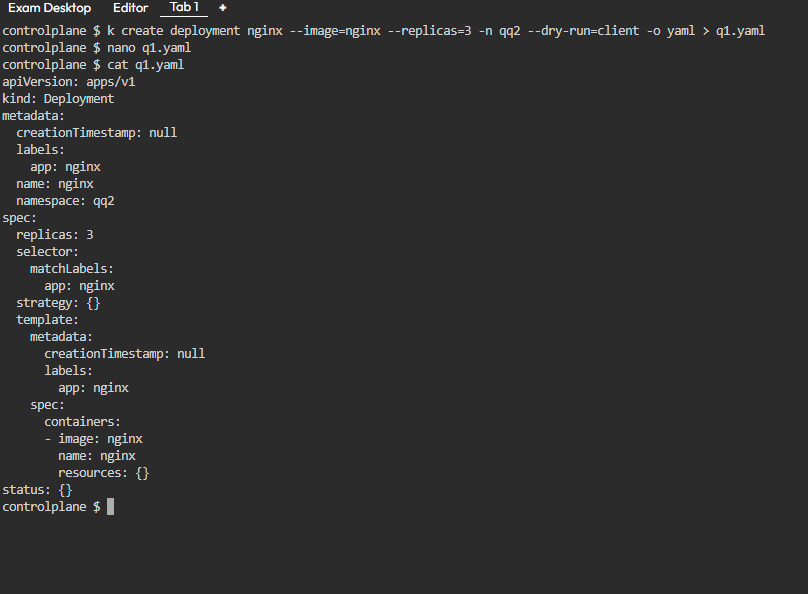 Exam Desktop Editor Tab 1 +
controlplane $ k create deployment nginx --image=nginx --replicas=3 -n qq2 --dry-run=client -o yaml > q1.yaml
controlplane $ nano q1.yaml
controlplane $ cat q1.yaml
apiVersion: apps/v1
kind: Deployment
metadata:
  creationTimestamp: null
  labels:
    app: nginx
  name: nginx
  namespace: qq2
spec:
  replicas: 3
  selector:
    matchLabels:
      app: nginx
  strategy: {}
  template:
    metadata:
      creationTimestamp: null
      labels:
        app: nginx
    spec:
      containers:
      - image: nginx
        name: nginx
        resources: {}
status: {}
controlplane $